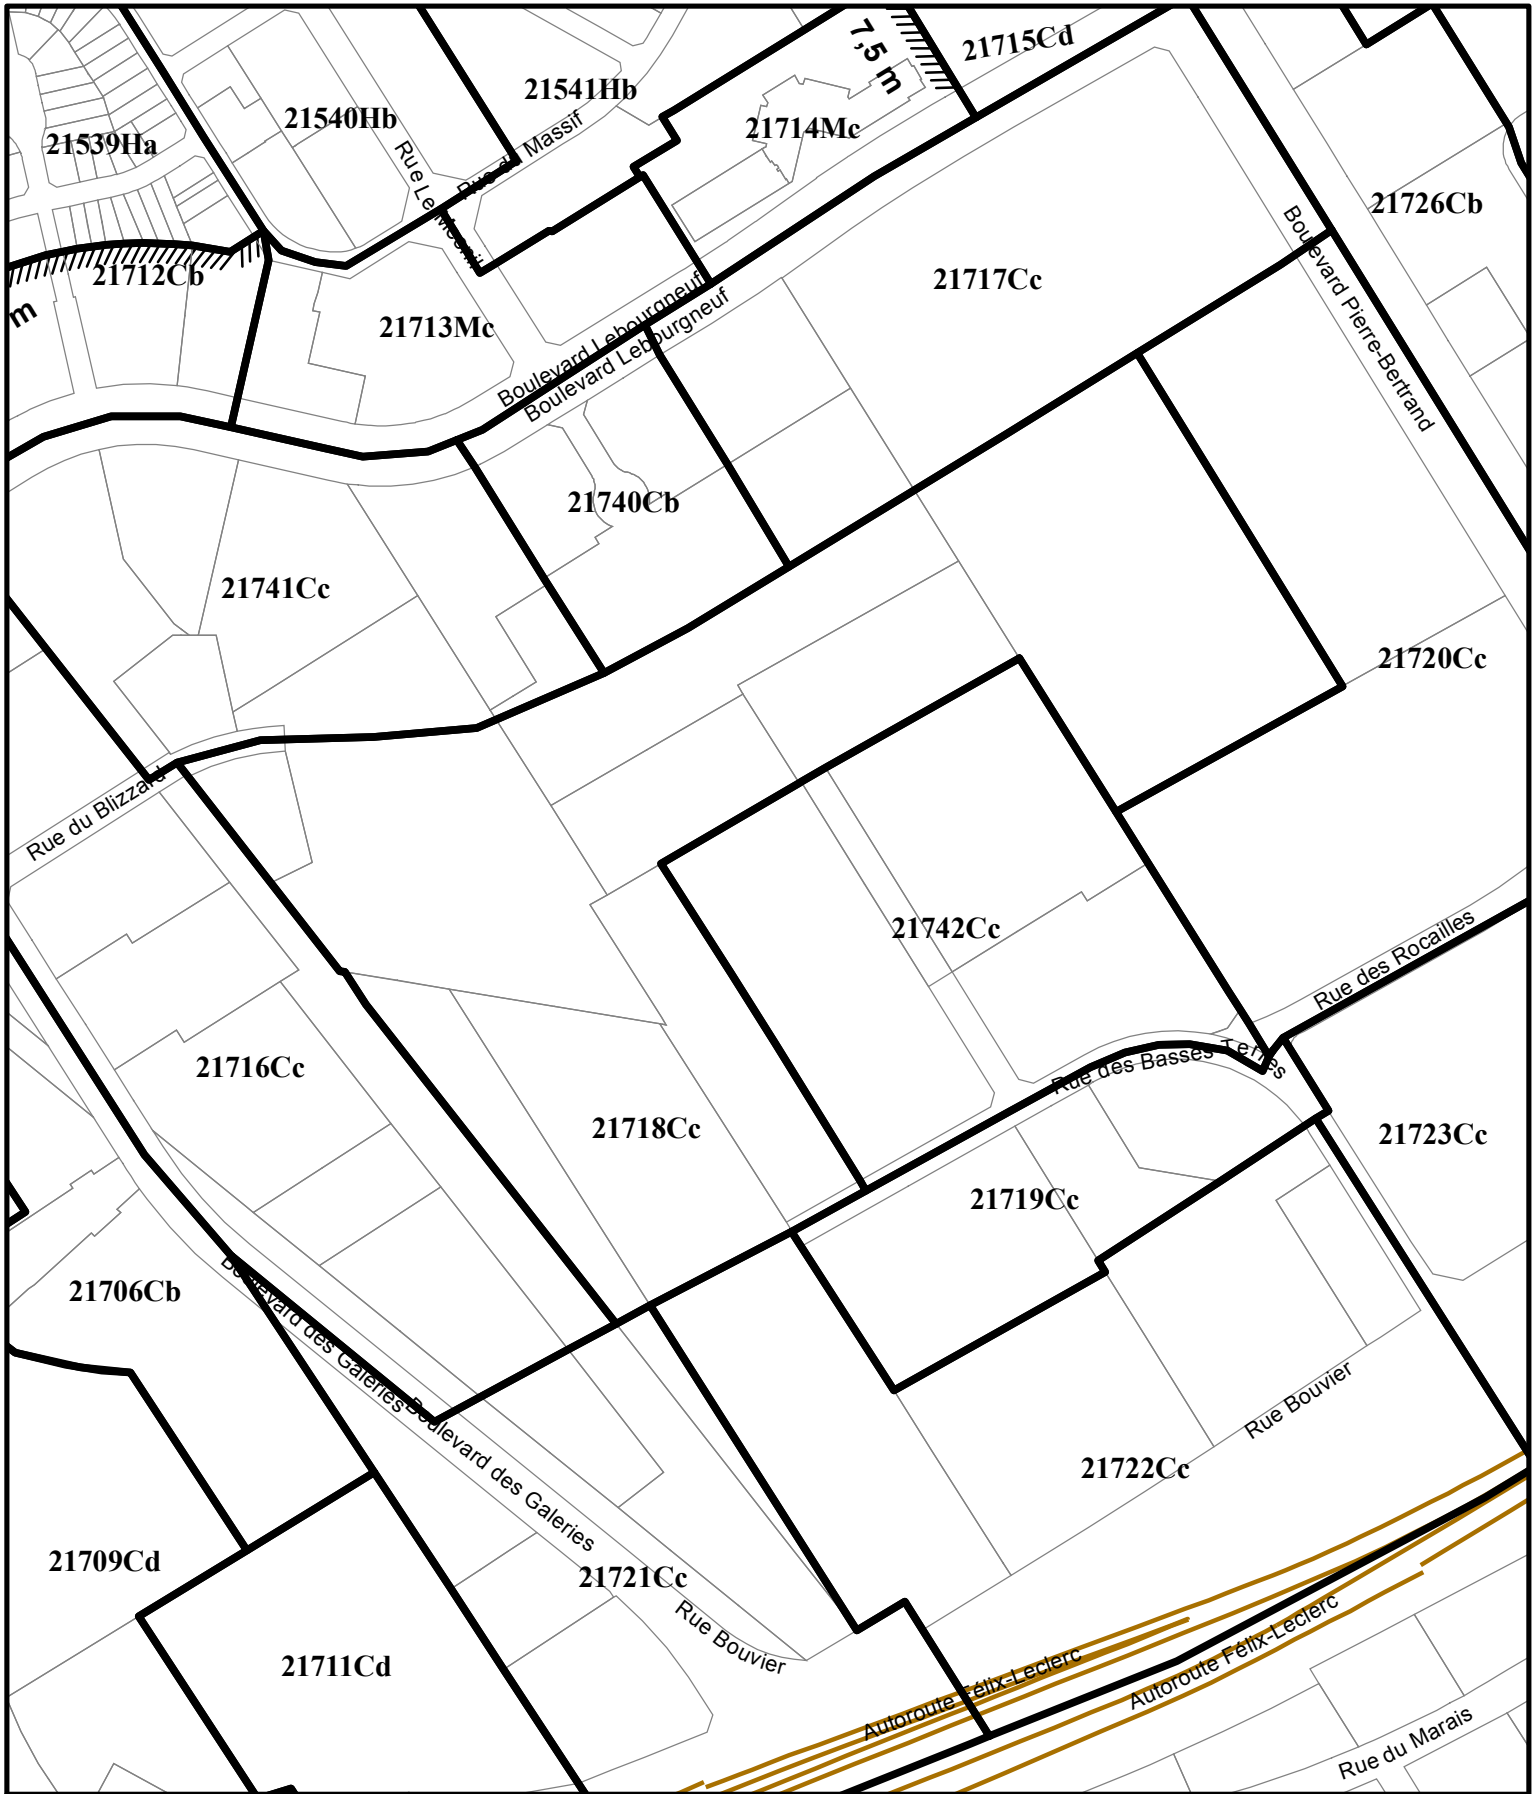 7,5 m
21715Cd
21541Hb
21540Hb
21714Mc
21539Ha
Rue du Massif
Rue Le Mesnil
21726Cb
21712Cb
21717Cc
m
21713Mc
Boulevard Pierre-Bertrand
Boulevard Lebourgneuf
Boulevard Lebourgneuf
21740Cb
21741Cc
21720Cc
Rue du Blizzard
21742Cc
Rue des Rocailles
21716Cc
Rue des Basses Terres
21718Cc
21723Cc
21719Cc
21706Cb
Boulevard des Galeries
Boulevard des Galeries
Rue Bouvier
21722Cc
21709Cd
21721Cc
Rue Bouvier
21711Cd
Autoroute Félix-Leclerc
Autoroute Félix-Leclerc
Rue du Marais